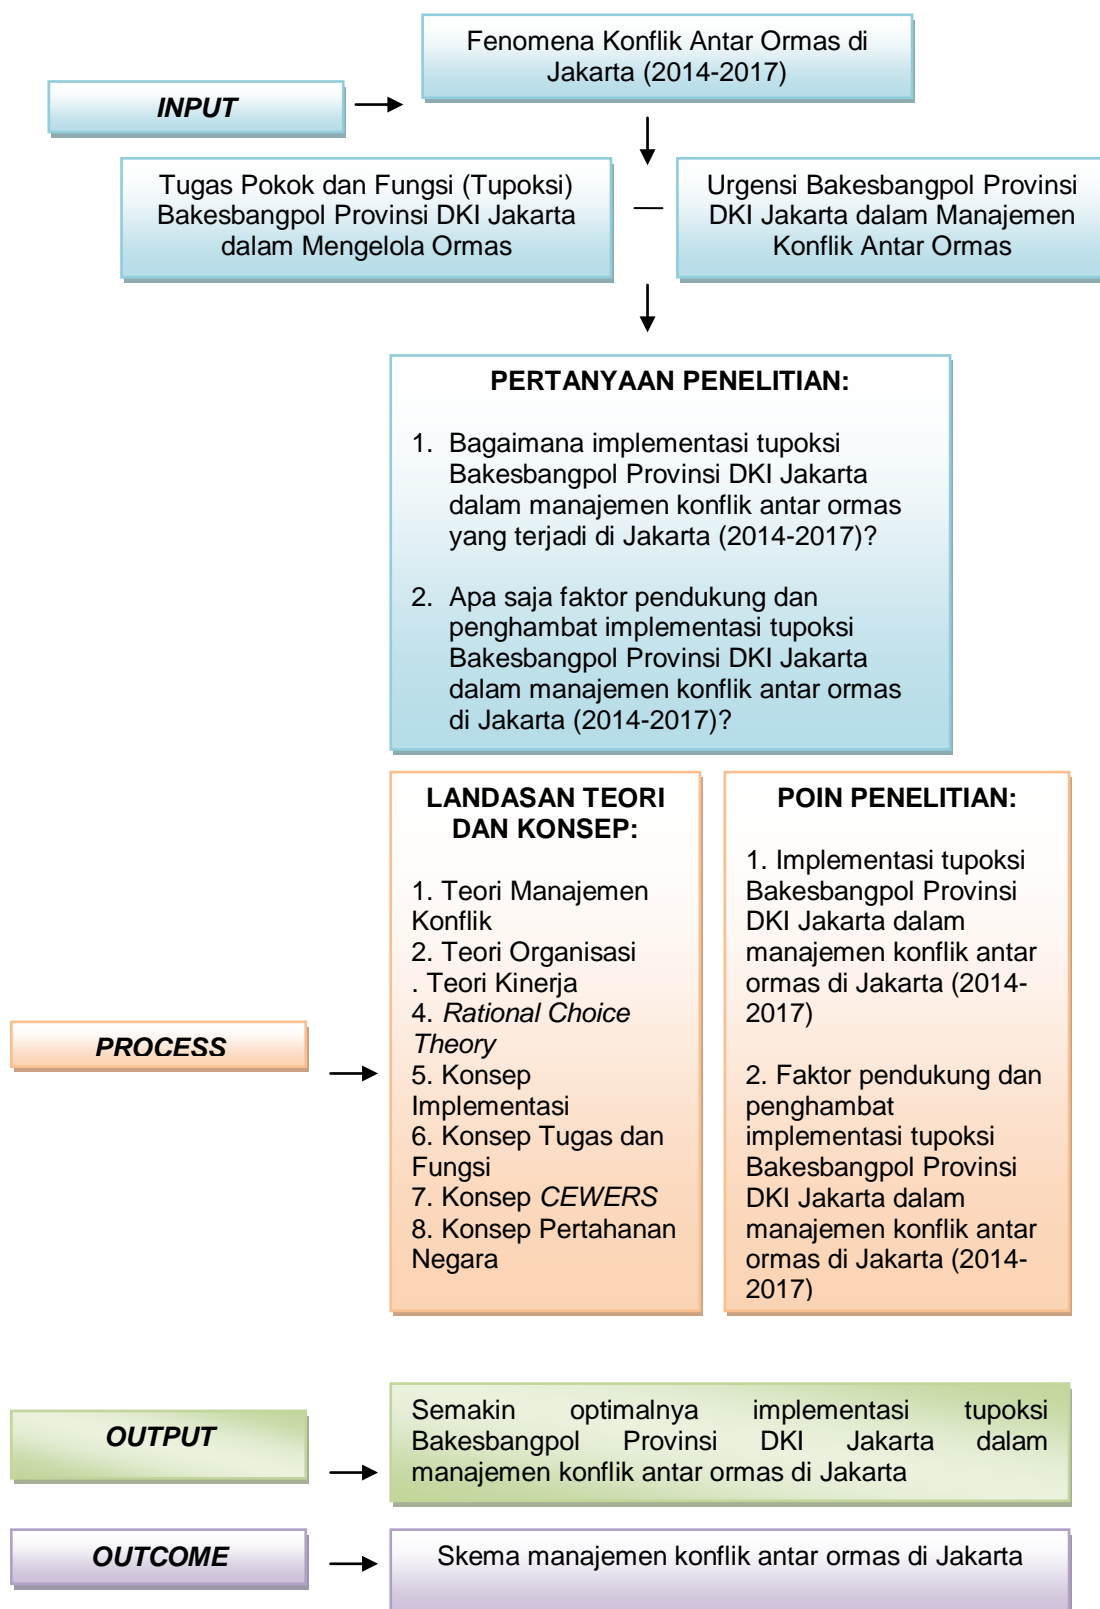 Fenomena Konflik Antar Ormas di
Jakarta (2014-2017)
INPUT
Tugas Pokok dan Fungsi (Tupoksi)
Bakesbangpol Provinsi DKI Jakarta
dalam Mengelola Ormas
Urgensi Bakesbangpol Provinsi
DKI Jakarta dalam Manajemen
Konflik Antar Ormas
PERTANYAAN PENELITIAN:
1. Bagaimana implementasi tupoksi
Bakesbangpol Provinsi DKI Jakarta
dalam manajemen konflik antar ormas
yang terjadi di Jakarta (2014-2017)?
2. Apa saja faktor pendukung dan
penghambat implementasi tupoksi
Bakesbangpol Provinsi DKI Jakarta
dalam manajemen konflik antar ormas
di Jakarta (2014-2017)?
PROCESS
LANDASAN TEORI
DAN KONSEP:
1. Teori Manajemen
Konflik
2. Teori Organisasi
. Teori Kinerja
4. Rational Choice
Theory
5. Konsep
Implementasi
6. Konsep Tugas dan
Fungsi
7. Konsep CEWERS
8. Konsep Pertahanan
Negara
POIN PENELITIAN:
1. Implementasi tupoksi
Bakesbangpol Provinsi
DKI Jakarta dalam
manajemen konflik antar
ormas di Jakarta (2014-
2017)
2. Faktor pendukung dan
penghambat
implementasi tupoksi
Bakesbangpol Provinsi
DKI Jakarta dalam
manajemen konflik antar
ormas di Jakarta (2014-
2017)
OUTPUT
Semakin optimalnya implementasi tupoksi
Bakesbangpol Provinsi DKI Jakarta dalam
manajemen konflik antar ormas di Jakarta
OUTCOME
Skema manajemen konflik antar ormas di Jakarta